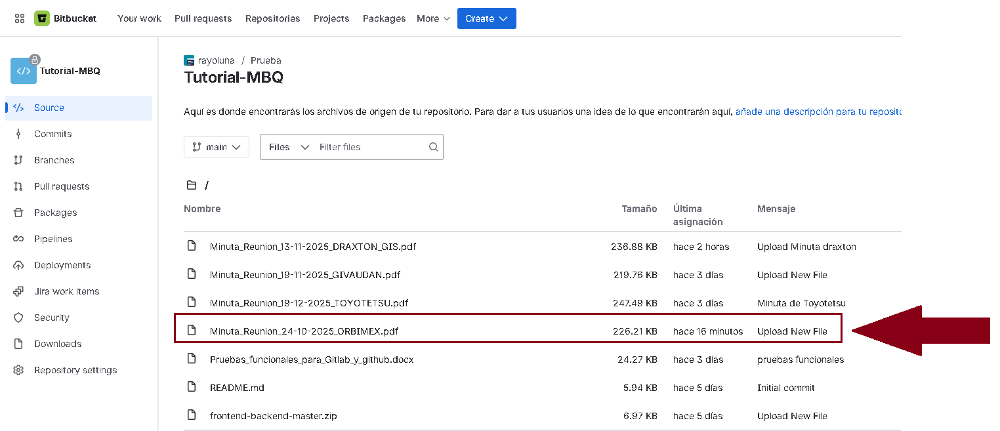 Bitbucket Your work Pull requests Repositories Projects Packages More Create
Tutorial-MBQ
Source
Commits
Branches
Pull requests
Packages
Pipelines
Deployments
Jira work items
Security
Downloads
Repository settings
rayoluna / Prueba
Tutorial-MBQ
Aquí es donde encontrarás los archivos de origen de tu repositorio. Para dar a tus usuarios una idea de lo que encontrarán aquí, añade una descripción para tu reposito
main Files Filter files
/
Nombre Tamaño Última asignación Mensaje
Minuta_Reunion_13-11-2025_DRAXTON_GIS.pdf 236.88 KB hace 2 horas Upload Minuta draxton
Minuta_Reunion_19-11-2025_GIVAUDAN.pdf 219.76 KB hace 3 días Upload New File
Minuta_Reunion_19-12-2025_TOYOTETSU.pdf 247.49 KB hace 3 días Minuta de Toyotetsu
Minuta_Reunion_24-10-2025_ORBIMEX.pdf 226.21 KB hace 16 minutos Upload New File
Pruebas_funcionales_para_Gitlab_y_github.docx 24.27 KB hace 3 días pruebas funcionales
README.md 5.94 KB hace 5 días Initial commit
frontend-backend-master.zip 6.97 KB hace 5 días Upload New File